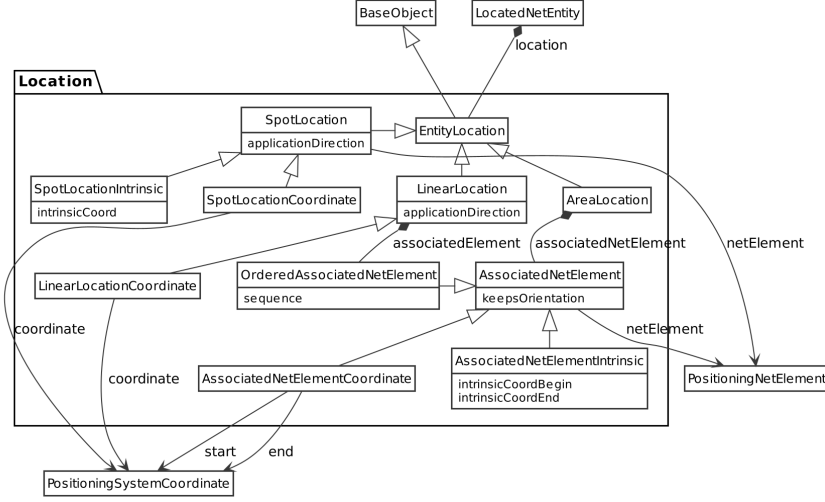 BaseObject
LocatedNetEntity
location
Location
SpotLocation
applicationDirection
EntityLocation
SpotLocationIntrinsic
intrinsicCoord
SpotLocationCoordinate
LinearLocation
applicationDirection
AreaLocation
associatedElement
associatedNetElement
netElement
LinearLocationCoordinate
OrderedAssociatedNetElement
sequence
AssociatedNetElement
keepsOrientation
coordinate
netElement
coordinate
AssociatedNetElementCoordinate
AssociatedNetElementIntrinsic
intrinsicCoordBegin
intrinsicCoordEnd
PositioningNetElement
start
end
PositioningSystemCoordinate